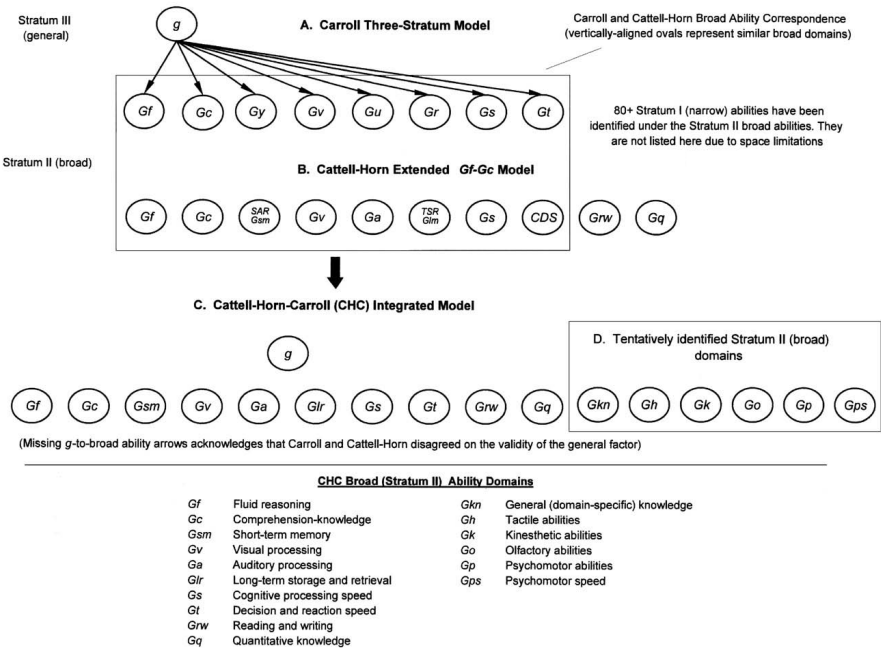 Stratum III
(general)
g
A. Carroll Three-Stratum Model
Carroll and Cattell-Horn Broad Ability Correspondence
(vertically-aligned ovals represent similar broad domains)
Gf Gc Gy Gv Gu Gr Gs Gt
80+ Stratum I (narrow) abilities have been
identified under the Stratum II broad abilities. They
are not listed here due to space limitations
Stratum II (broad)
B. Cattell-Horn Extended Gf-Gc Model
Gf Gc SAR Gsm Gv Ga TSR Glm Gs CDS Grw Gq
C. Cattell-Horn-Carroll (CHC) Integrated Model
D. Tentatively identified Stratum II (broad)
domains
g
Gf Gc Gsm Gv Ga Glr Gs Gt Grw Gq Gkn Gh Gk Go Gp Gps
(Missing g-to-broad ability arrows acknowledges that Carroll and Cattell-Horn disagreed on the validity of the general factor)
CHC Broad (Stratum II) Ability Domains
Gf Fluid reasoning
Gc Comprehension-knowledge
Gsm Short-term memory
Gv Visual processing
Ga Auditory processing
Glr Long-term storage and retrieval
Gs Cognitive processing speed
Gt Decision and reaction speed
Grw Reading and writing
Gq Quantitative knowledge
Gkn General (domain-specific) knowledge
Gh Tactile abilities
Gk Kinesthetic abilities
Go Olfactory abilities
Gp Psychomotor abilities
Gps Psychomotor speed